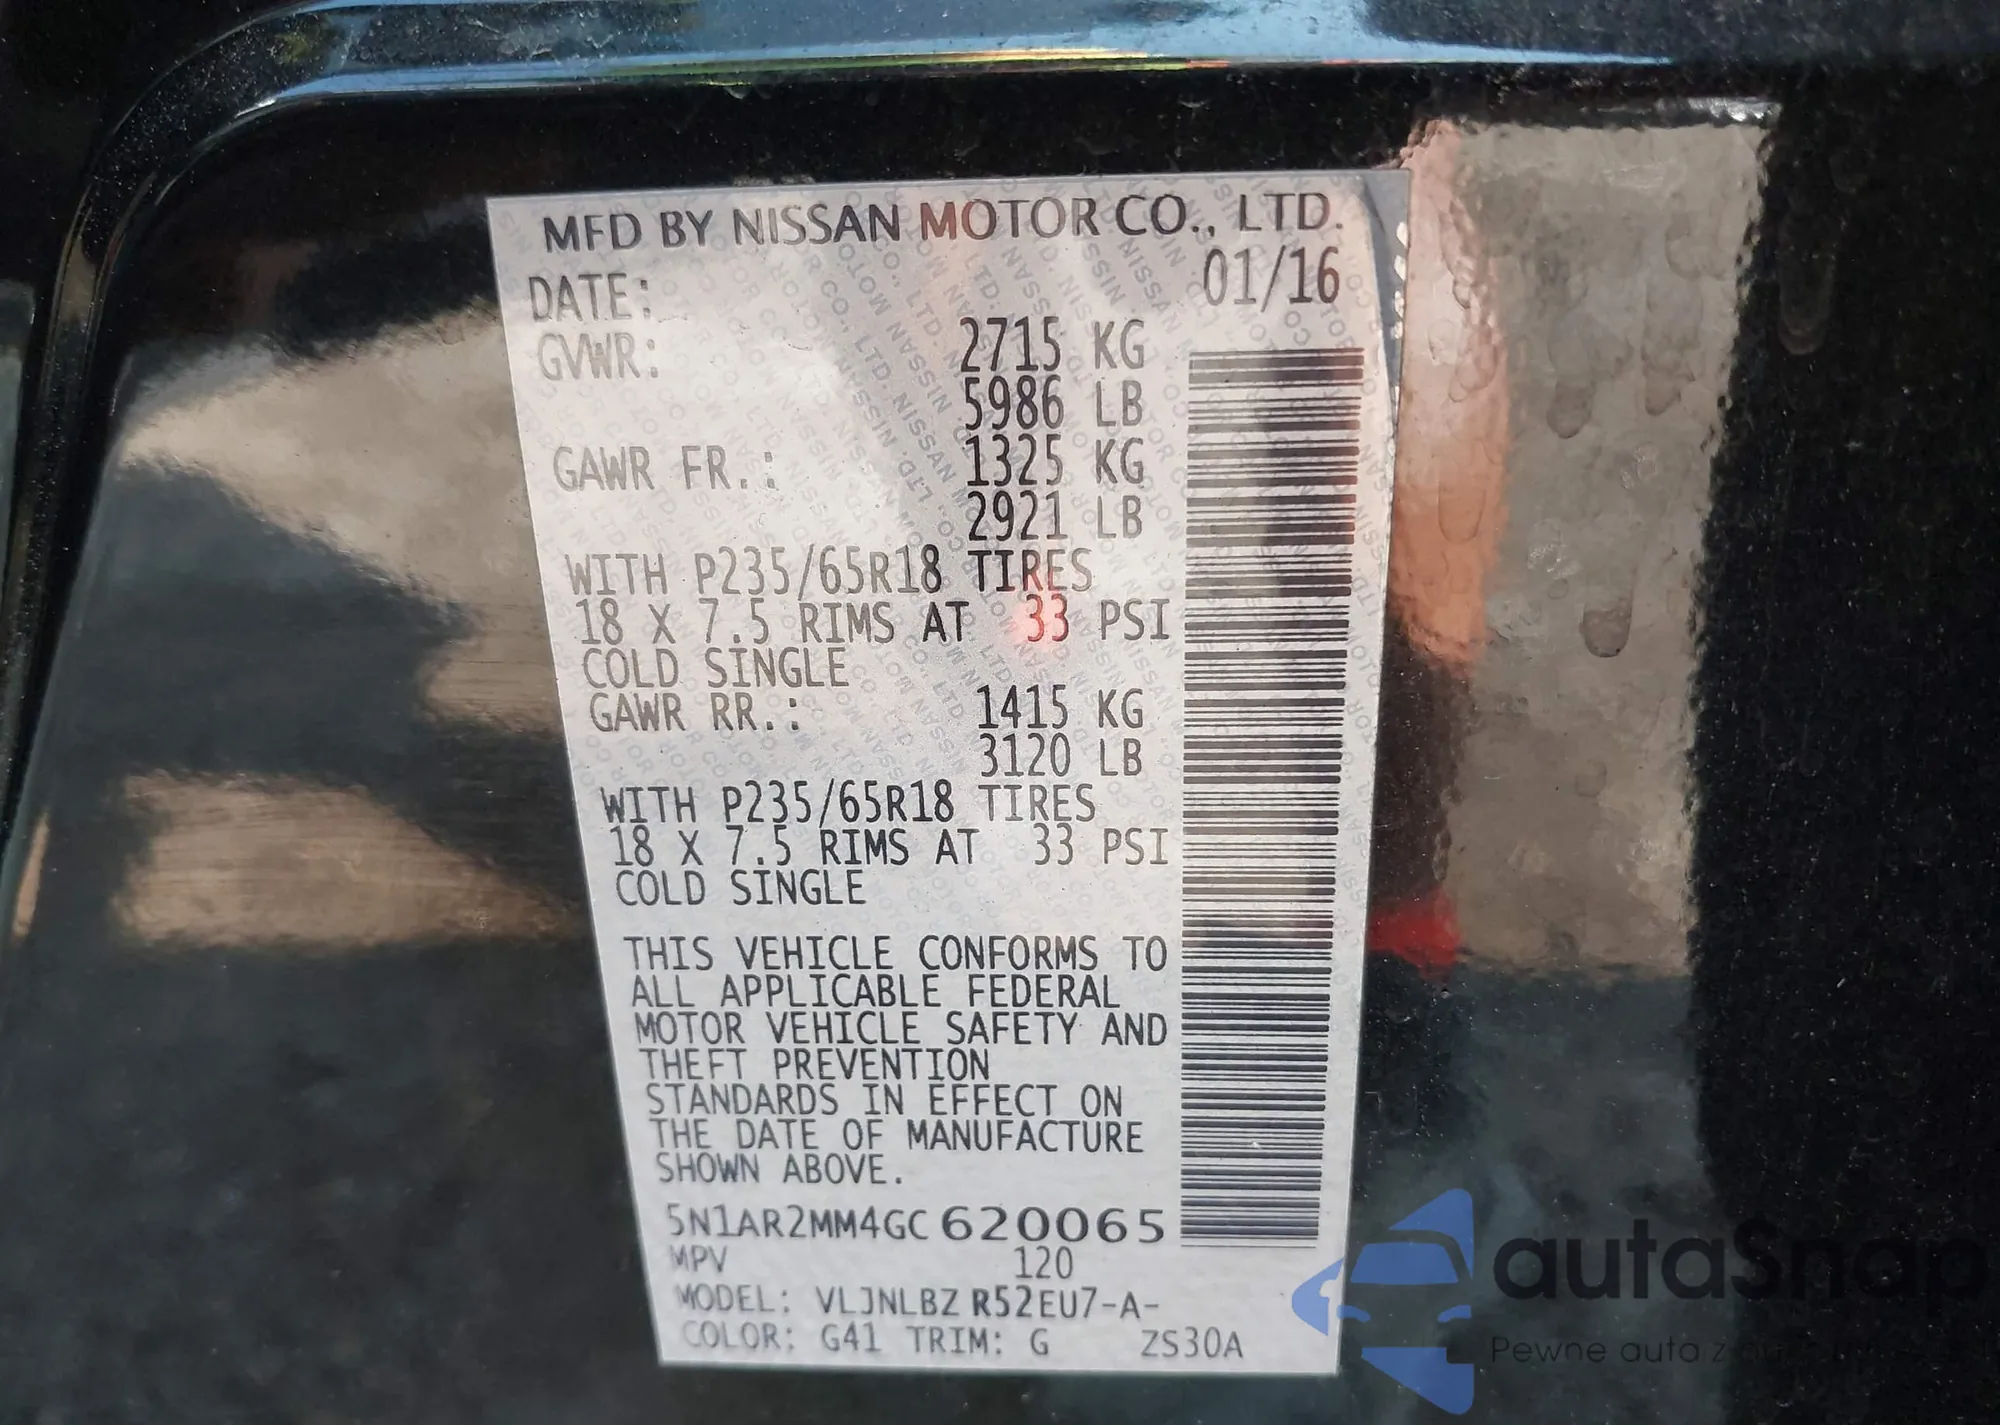 MFD BY NISSAN MOTOR CO., LTD.
DATE: 01/16
GVWR: 2715 KG
5986 LB
GAWR FR.: 1325 KG
2921 LB
WITH P235/65R18 TIRES
18 X 7.5 RIMS AT 33 PSI
COLD SINGLE
GAWR RR.: 1415 KG
3120 LB
WITH P235/65R18 TIRES
18 X 7.5 RIMS AT 33 PSI
COLD SINGLE
THIS VEHICLE CONFORMS TO
ALL APPLICABLE FEDERAL
MOTOR VEHICLE SAFETY AND
THEFT PREVENTION
STANDARDS IN EFFECT ON
THE DATE OF MANUFACTURE
SHOWN ABOVE.
5N1AR2MM4GC620065
MPV 120
MODEL: VLJNLBZ R52EU7-A-
COLOR: G41 TRIM: G ZS30A
autaSnap
Pewne auta z